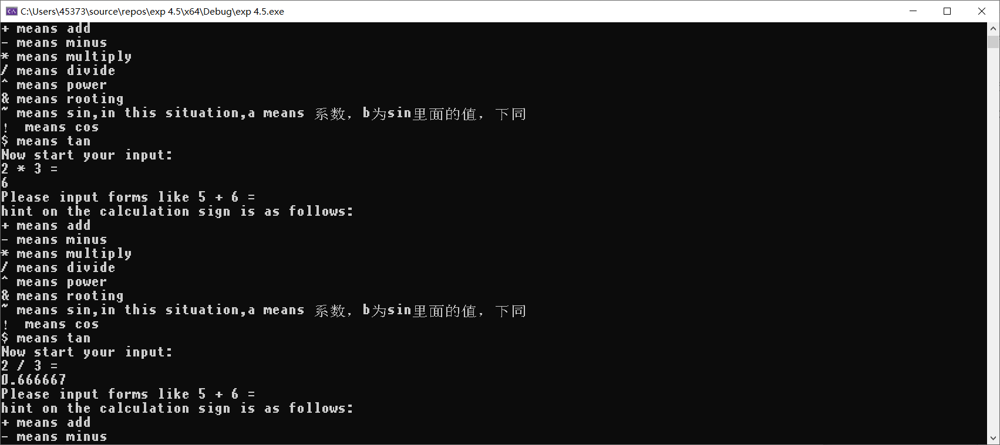 C:\Users\45373\source\repos\exp 4.5\x64\Debug\exp 4.5.exe
+ means add
- means minus
* means multiply
/ means divide
^ means power
& means rooting
~ means sin,in this situation,a means 系数，b为sin里面的值，下同
！ means cos
$ means tan
Now start your input:
2 * 3 =
6
Please input forms like 5 + 6 =
hint on the calculation sign is as follows:
+ means add
- means minus
* means multiply
/ means divide
^ means power
& means rooting
~ means sin,in this situation,a means 系数，b为sin里面的值，下同
！ means cos
$ means tan
Now start your input:
2 / 3 =
0.666667
Please input forms like 5 + 6 =
hint on the calculation sign is as follows:
+ means add
- means minus